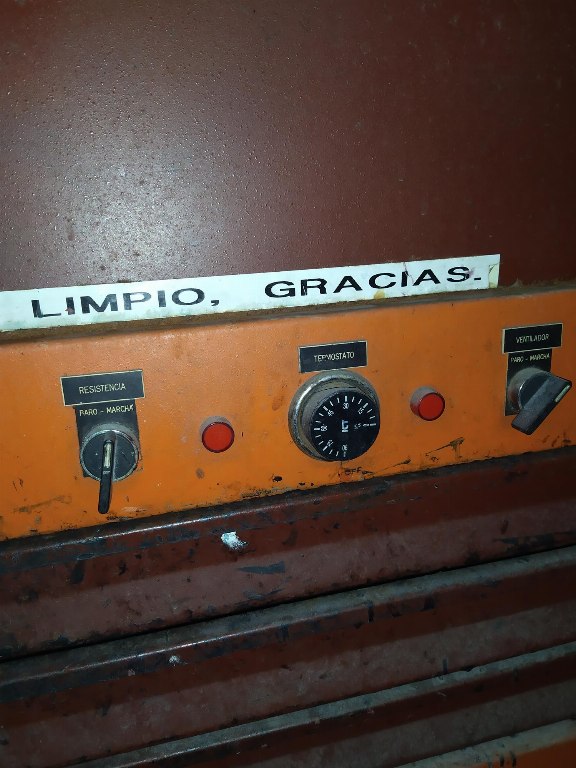 LIMPIO, GRACIAS.
RESISTENCIA
PARO - MARCHA
TERMOSTATO
VENTILADOR
PARO - MARCHA